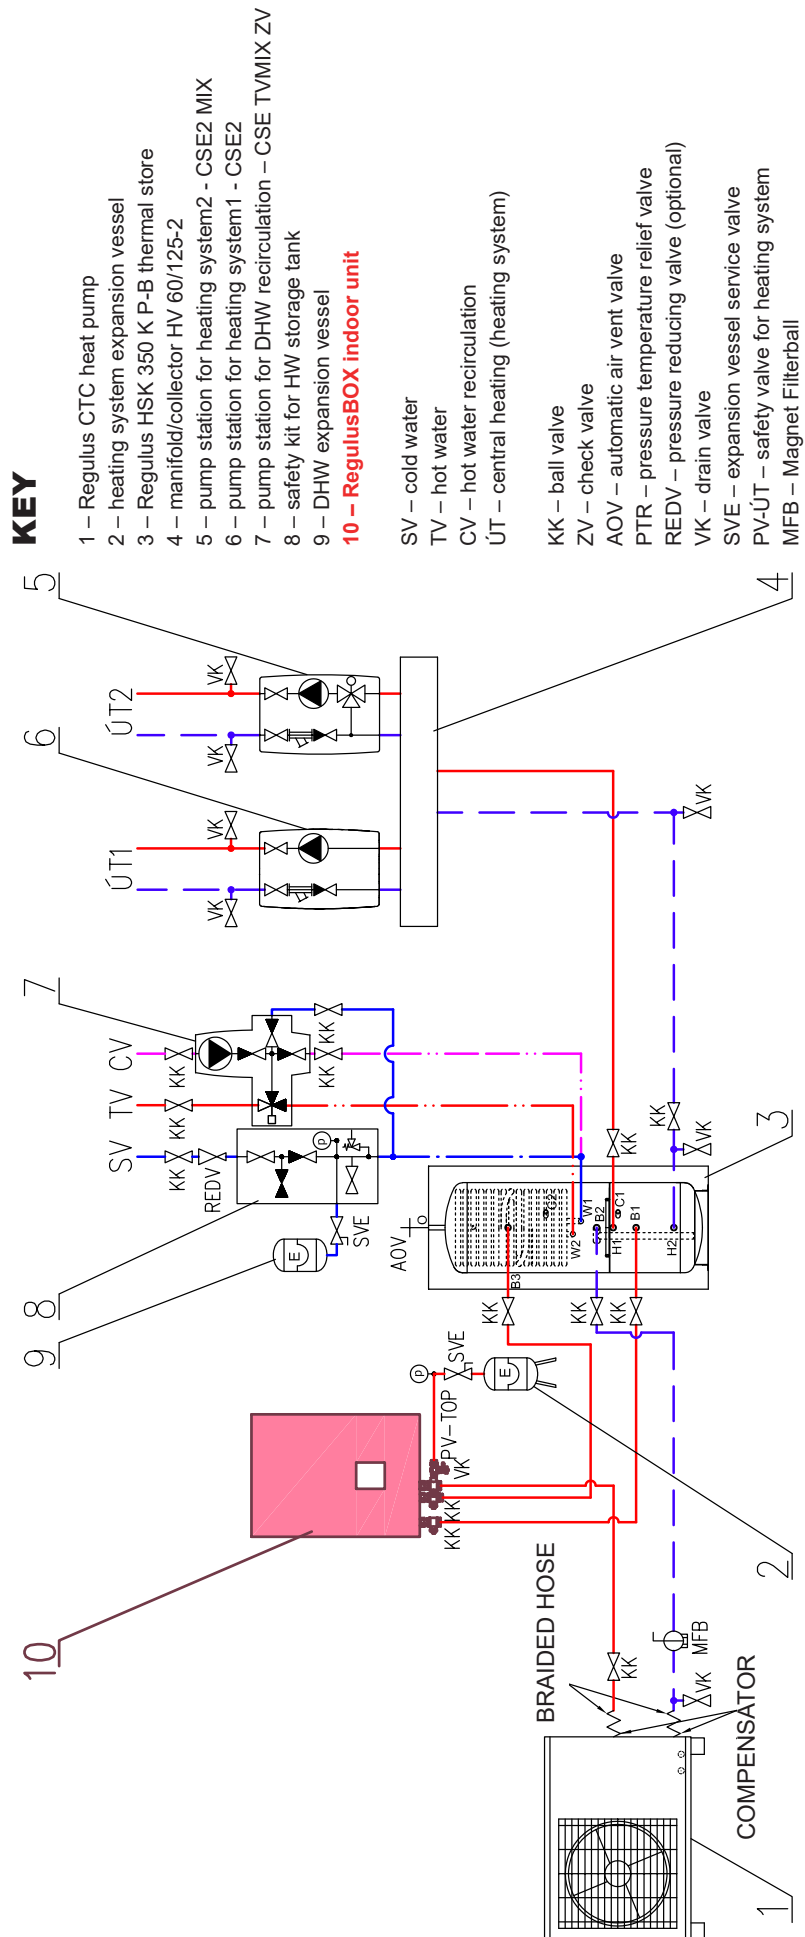 KEY
1 – Regulus CTC heat pump
2 – heating system expansion vessel
3 – Regulus HSK 350 K P-B thermal store
4 – manifold/collector HV 60/125-2
5 – pump station for heating system2 - CSE2 MIX
6 – pump station for heating system1 - CSE2
7 – pump station for DHW recirculation – CSE TVMIX ZV
8 – safety kit for HW storage tank
9 – DHW expansion vessel
10 – RegulusBOX indoor unit
SV – cold water
TV – hot water
CV – hot water recirculation
ÚT – central heating (heating system)
KK – ball valve
ZV – check valve
AOV – automatic air vent valve
PTR – pressure temperature relief valve
REDV – pressure reducing valve (optional)
VK – drain valve
SVE – expansion vessel service valve
PV-ÚT – safety valve for heating system
MFB – Magnet Filterball
10
9
8
7
6
5
SV
TV
CV
ÚT1
ÚT2
KK
KK
KK
REDV
VK
VK
VK
VK
KK
KK
p
E
SVE
AOV
p
SVE
PV-TOP
VK
KK
KK
E
B3
C2
W2
W1
B2
H1
C1
B1
H2
KK
KK
KK
KK
KK
VK
VK
BRAIDED HOSE
KK
MFB
VK
COMPENSATOR
1
2
3
4